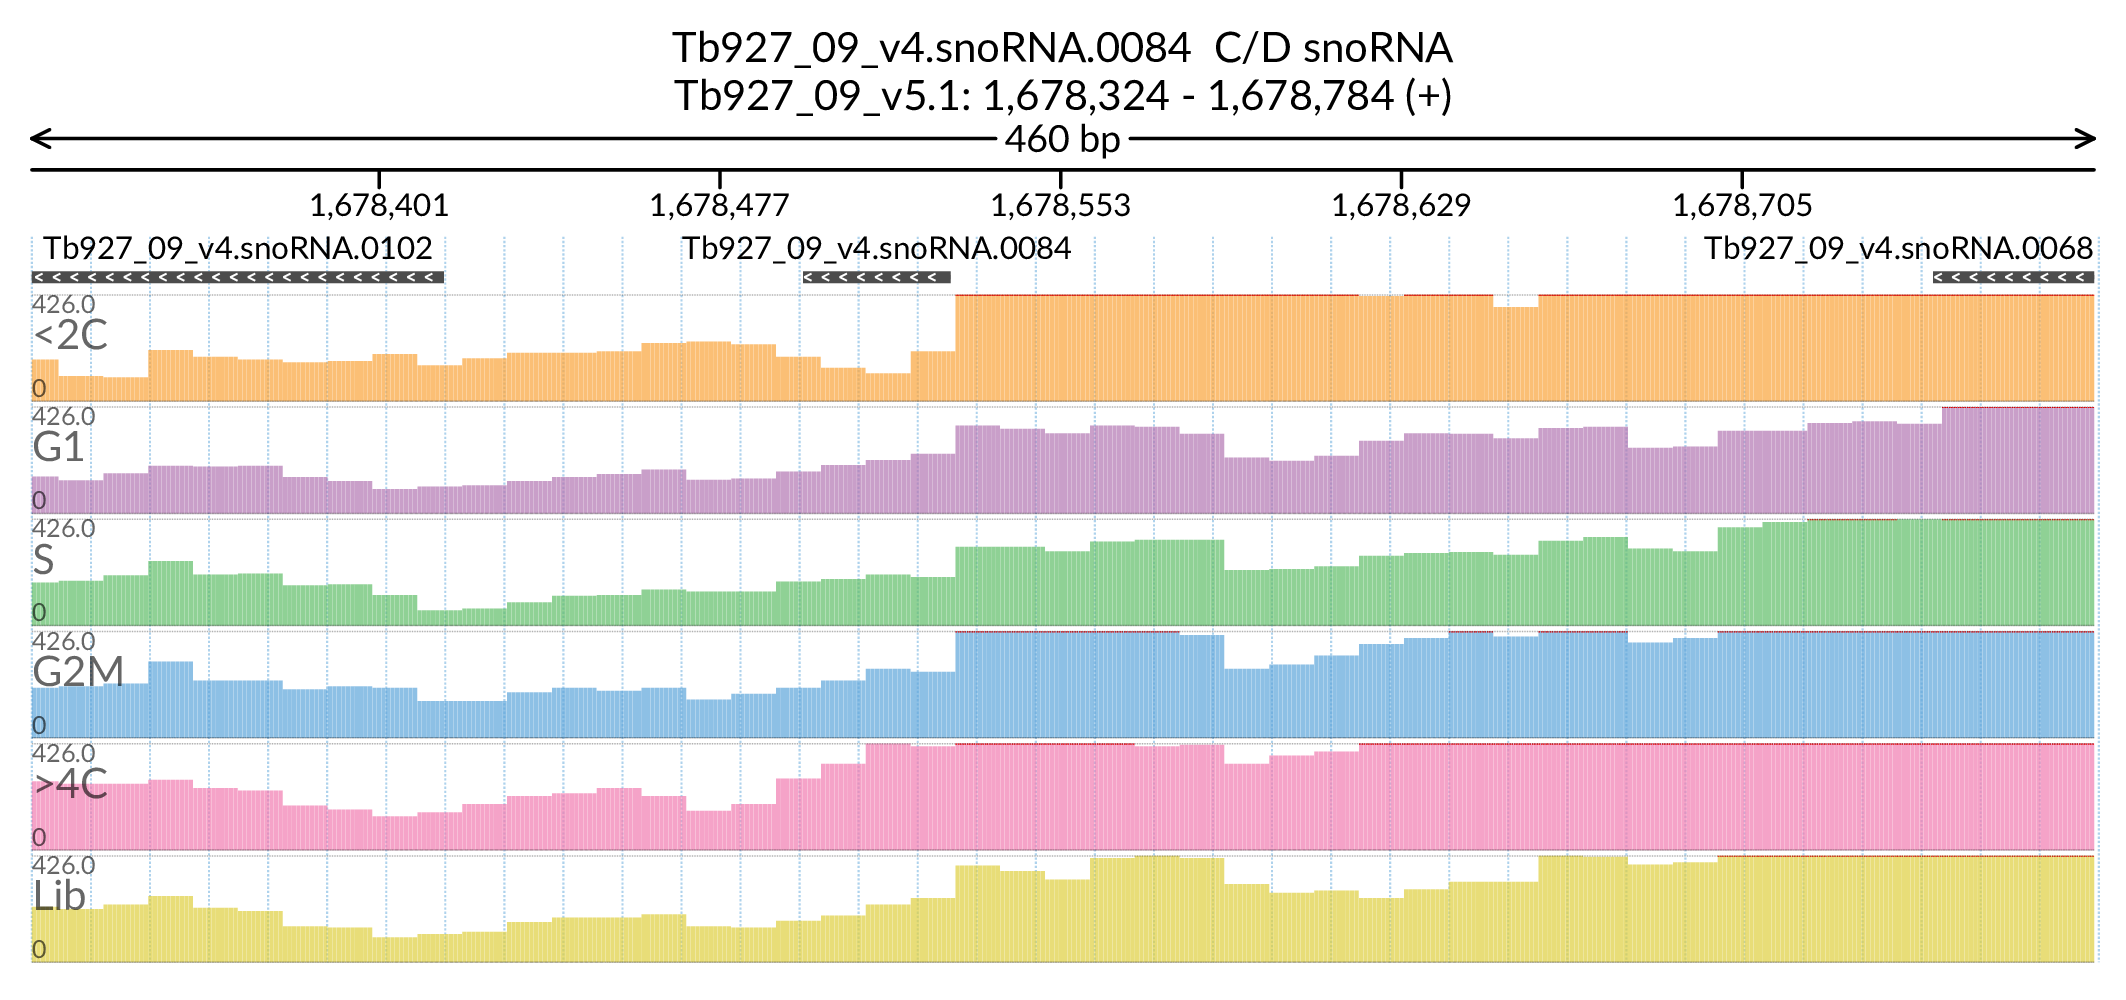 Tb927_09_v4.snoRNA.0084  C/D snoRNA
Tb927_09_v5.1: 1,678,324 - 1,678,784 (+)
460 bp
1,678,401 1,678,477 1,678,553 1,678,629 1,678,705
Tb927_09_v4.snoRNA.0102 Tb927_09_v4.snoRNA.0084 Tb927_09_v4.snoRNA.0068
426.0
<2C
0
426.0
G1
0
426.0
S
0
426.0
G2M
0
426.0
>4C
0
426.0
Lib
0